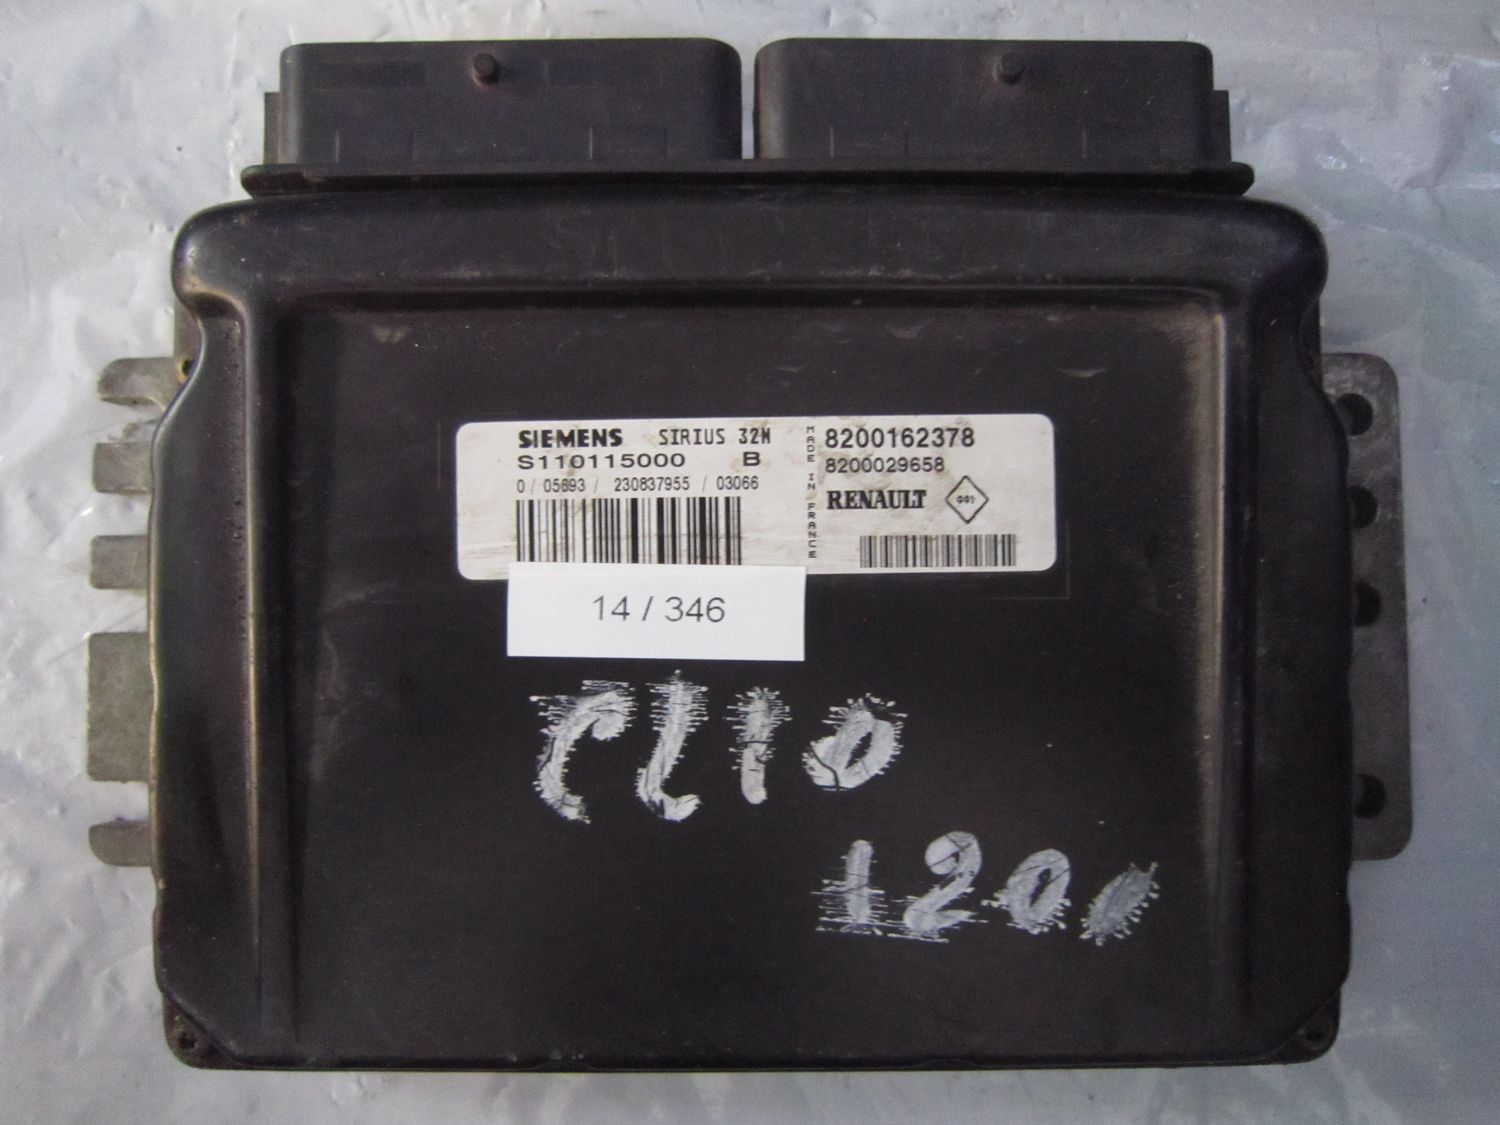 SIEMENS SIRIUS 32N
S110115000 B
0 / 05693 / 230837955 / 03066
MADE IN FRANCE
8200162378
8200029658
RENAULT
14 / 346
CLIO
1200